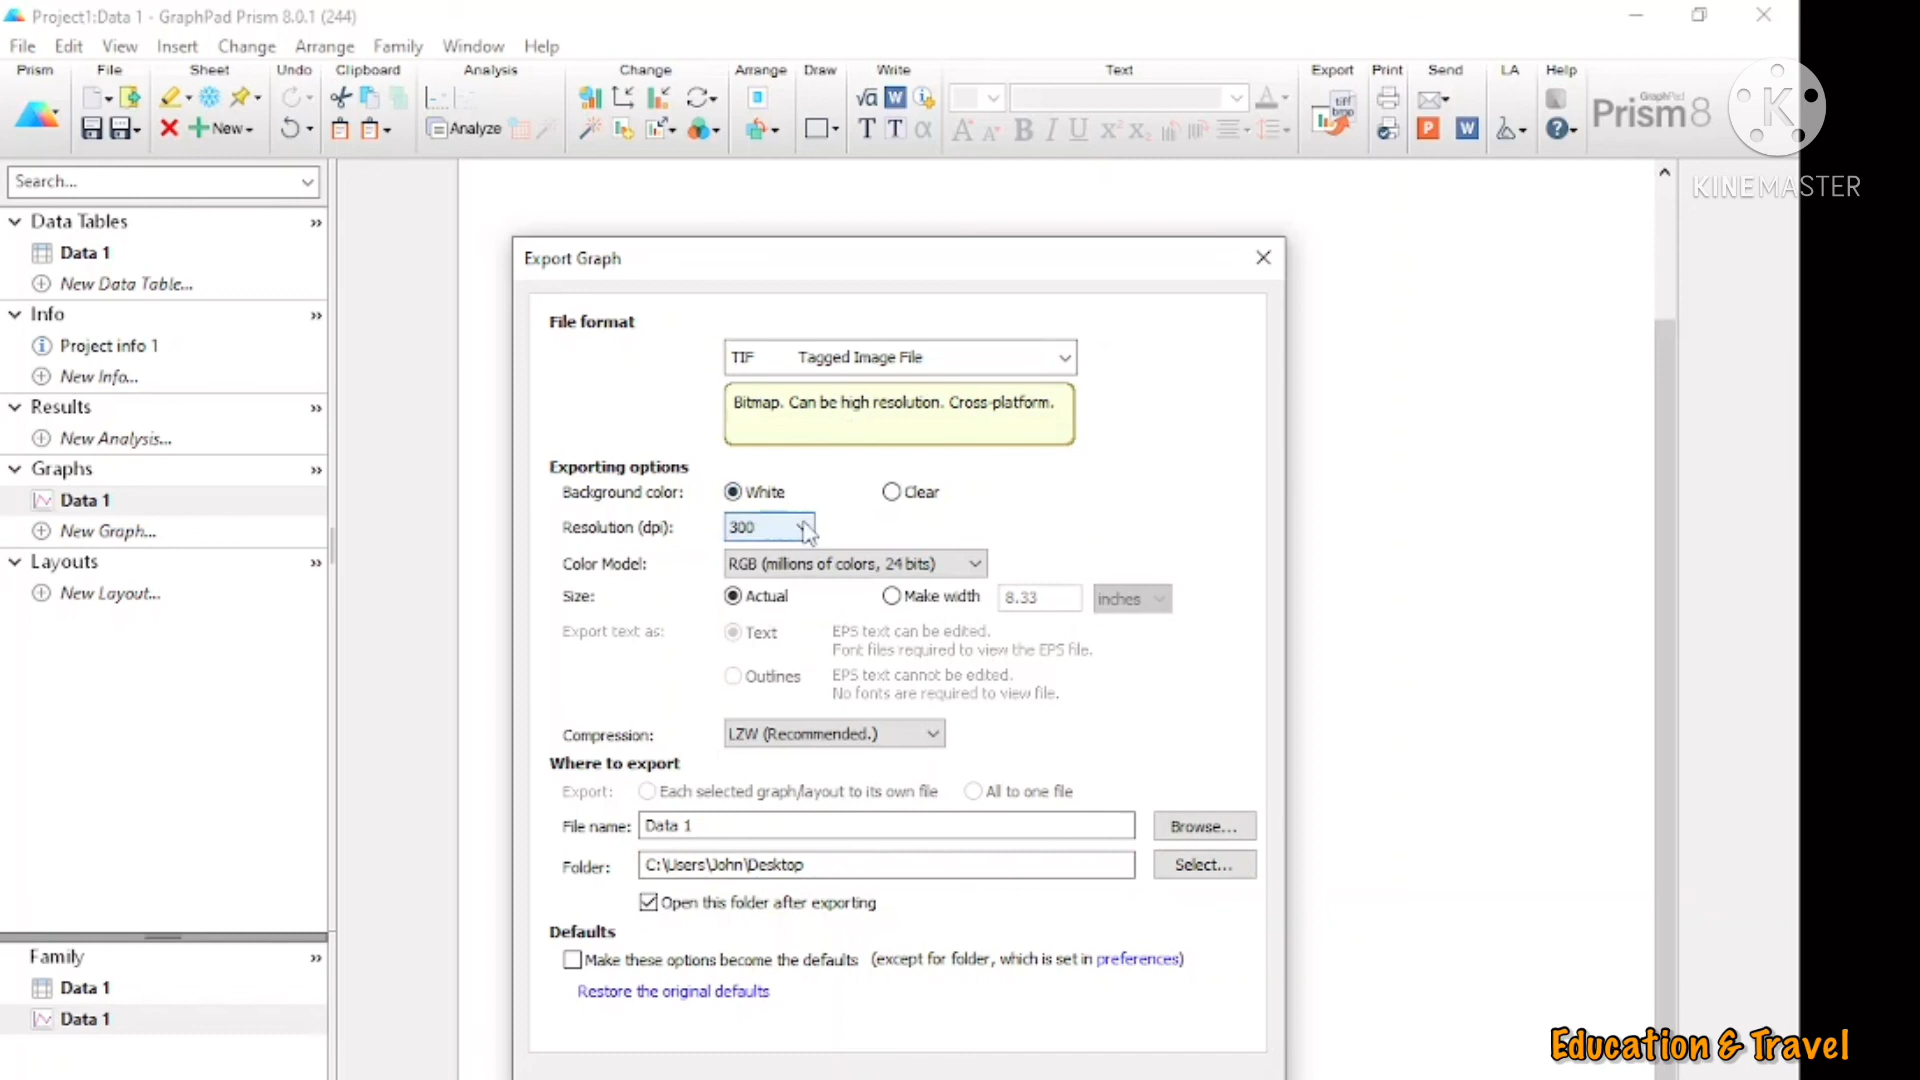 Project1:Data 1 - GraphPad Prism 8.0.1 (244)
File Edit View Insert Change Arrange Family Window Help
Prism File Sheet Undo Clipboard Analysis Change Arrange Draw Write Text Export Print Send LA Help
New
Analyze
√α W
T T α A A B I U X² X₂
tiff
bmp
P W
GraphPad
Prism 8
K
KINEMASTER
Search...
Data Tables
Data 1
New Data Table...
Info
Project info 1
New Info...
Results
New Analysis...
Graphs
Data 1
New Graph...
Layouts
New Layout...
Family
Data 1
Data 1
Export Graph
File format
TIF Tagged Image File
Bitmap. Can be high resolution. Cross-platform.
Exporting options
Background color: White Clear
Resolution (dpi): 300
Color Model: RGB (millions of colors, 24 bits)
Size: Actual Make width 8.33 inches
Export text as: Text EPS text can be edited.
Font files required to view the EPS file.
Outlines EPS text cannot be edited.
No fonts are required to view file.
Compression: LZW (Recommended.)
Where to export
Export: Each selected graph/layout to its own file All to one file
File name: Data 1 Browse...
Folder: C:\Users\John\Desktop Select...
Open this folder after exporting
Defaults
Make these options become the defaults (except for folder, which is set in preferences)
Restore the original defaults
Education & Travel